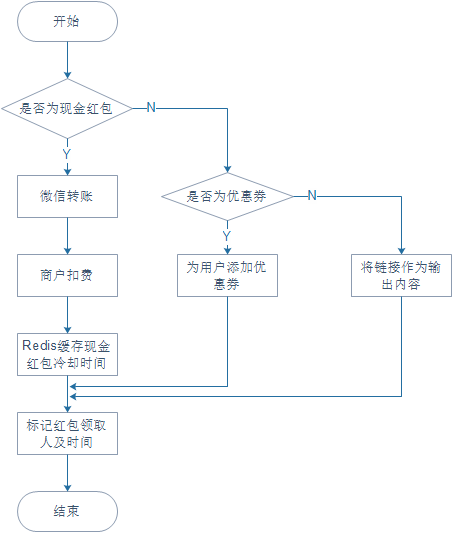 开始
是否为现金红包
N
Y
微信转账
是否为优惠券
N
Y
商户扣费
为用户添加优
惠券
将链接作为输
出内容
Redis缓存现金
红包冷却时间
标记红包领取
人及时间
结束